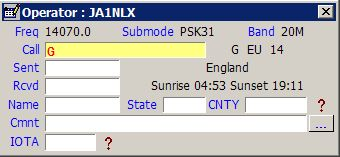 Operator : JA1NLX
Freq 14070.0 Submode PSK31 Band 20M
Call G G EU 14
Sent England
Rcvd Sunrise 04:53 Sunset 19:11
Name State CNTY ?
Cmnt ...
IOTA ?